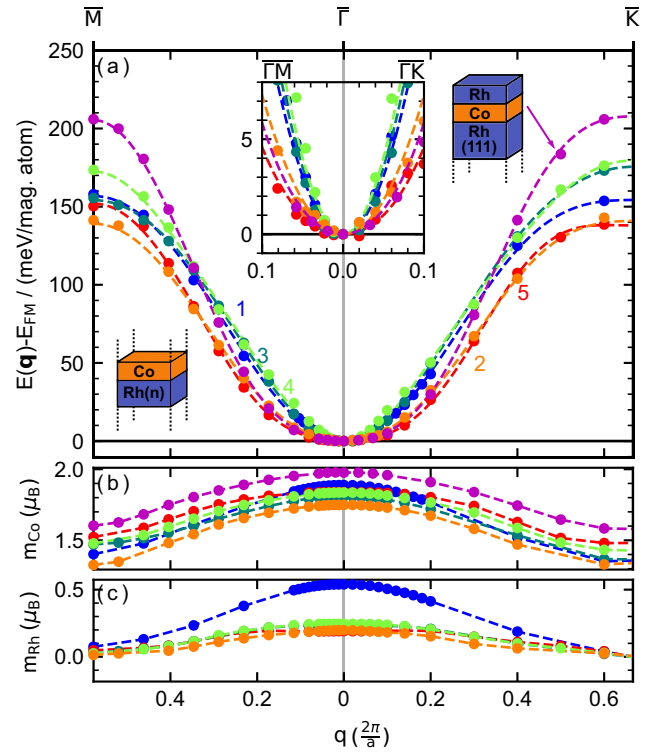 M̅ Γ̅ K̅
250
200
150
100
50
0
E(q)-E_FM / (meV/mag. atom)
(a)
Γ̅M̅ Γ̅K̅
5
0
0.1 0.0 0.1
Rh
Co
Rh
(111)
1
3
4
5
2
Co
Rh(n)
2.0
1.5
m_Co (μ_B)
(b)
0.5
0.0
m_Rh (μ_B)
(c)
0.4 0.2 0 0.2 0.4 0.6
q (2π/a)